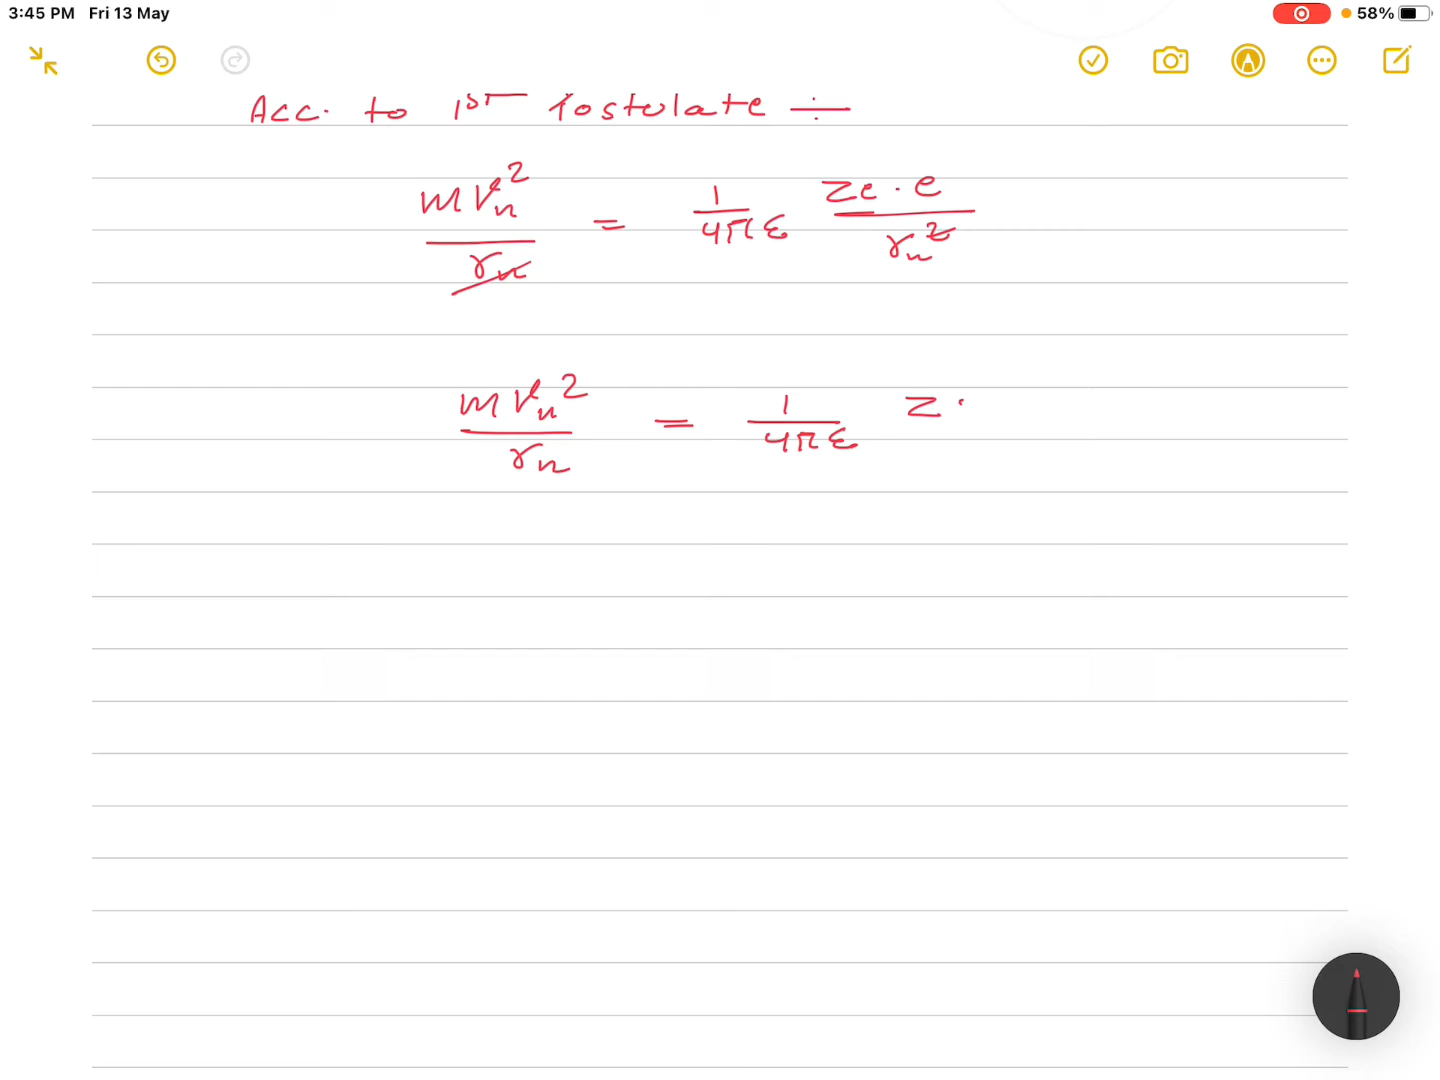 3:45 PM Fri 13 May 58%
Acc. to 1ST Postulate ÷
mVₙ²/rₙ = 1/4πε Ze·e/rₙ²
mVₙ²/rₙ = 1/4πε Z·